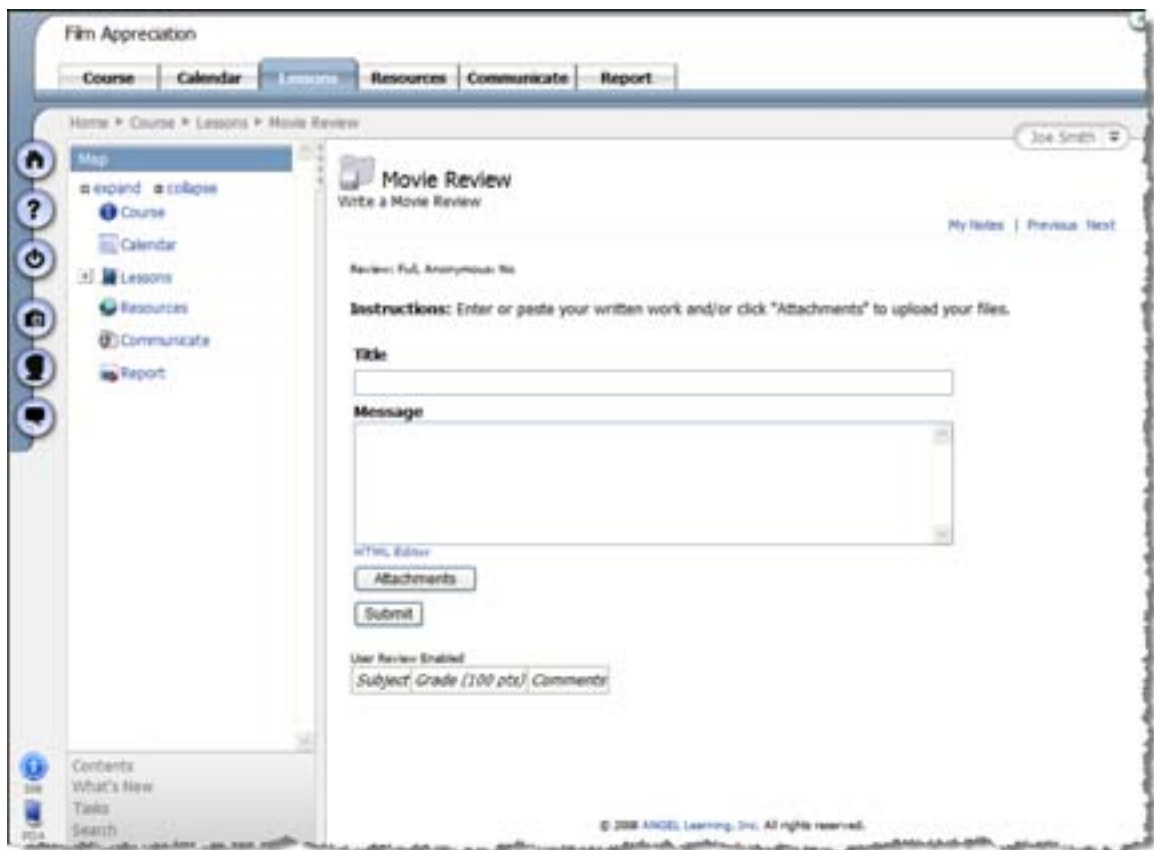 Film Appreciation
Course Calendar Lessons Resources Communicate Report
Home Course Lessons Movie Review
Joe Smith
Map
expand collapse
Course
Calendar
Lessons
Resources
Communicate
Report
Contents
What's New
Tasks
Search
PDA
Movie Review
Write a Movie Review
My Notes | Previous Next
Review: Full, Anonymous: No
Instructions: Enter or paste your written work and/or click "Attachments" to upload your files.
Title
Message
HTML Editor
Attachments
Submit
User Review Enabled
Subject Grade (100 pts) Comments
© 2008 ANGEL Learning, Inc. All rights reserved.